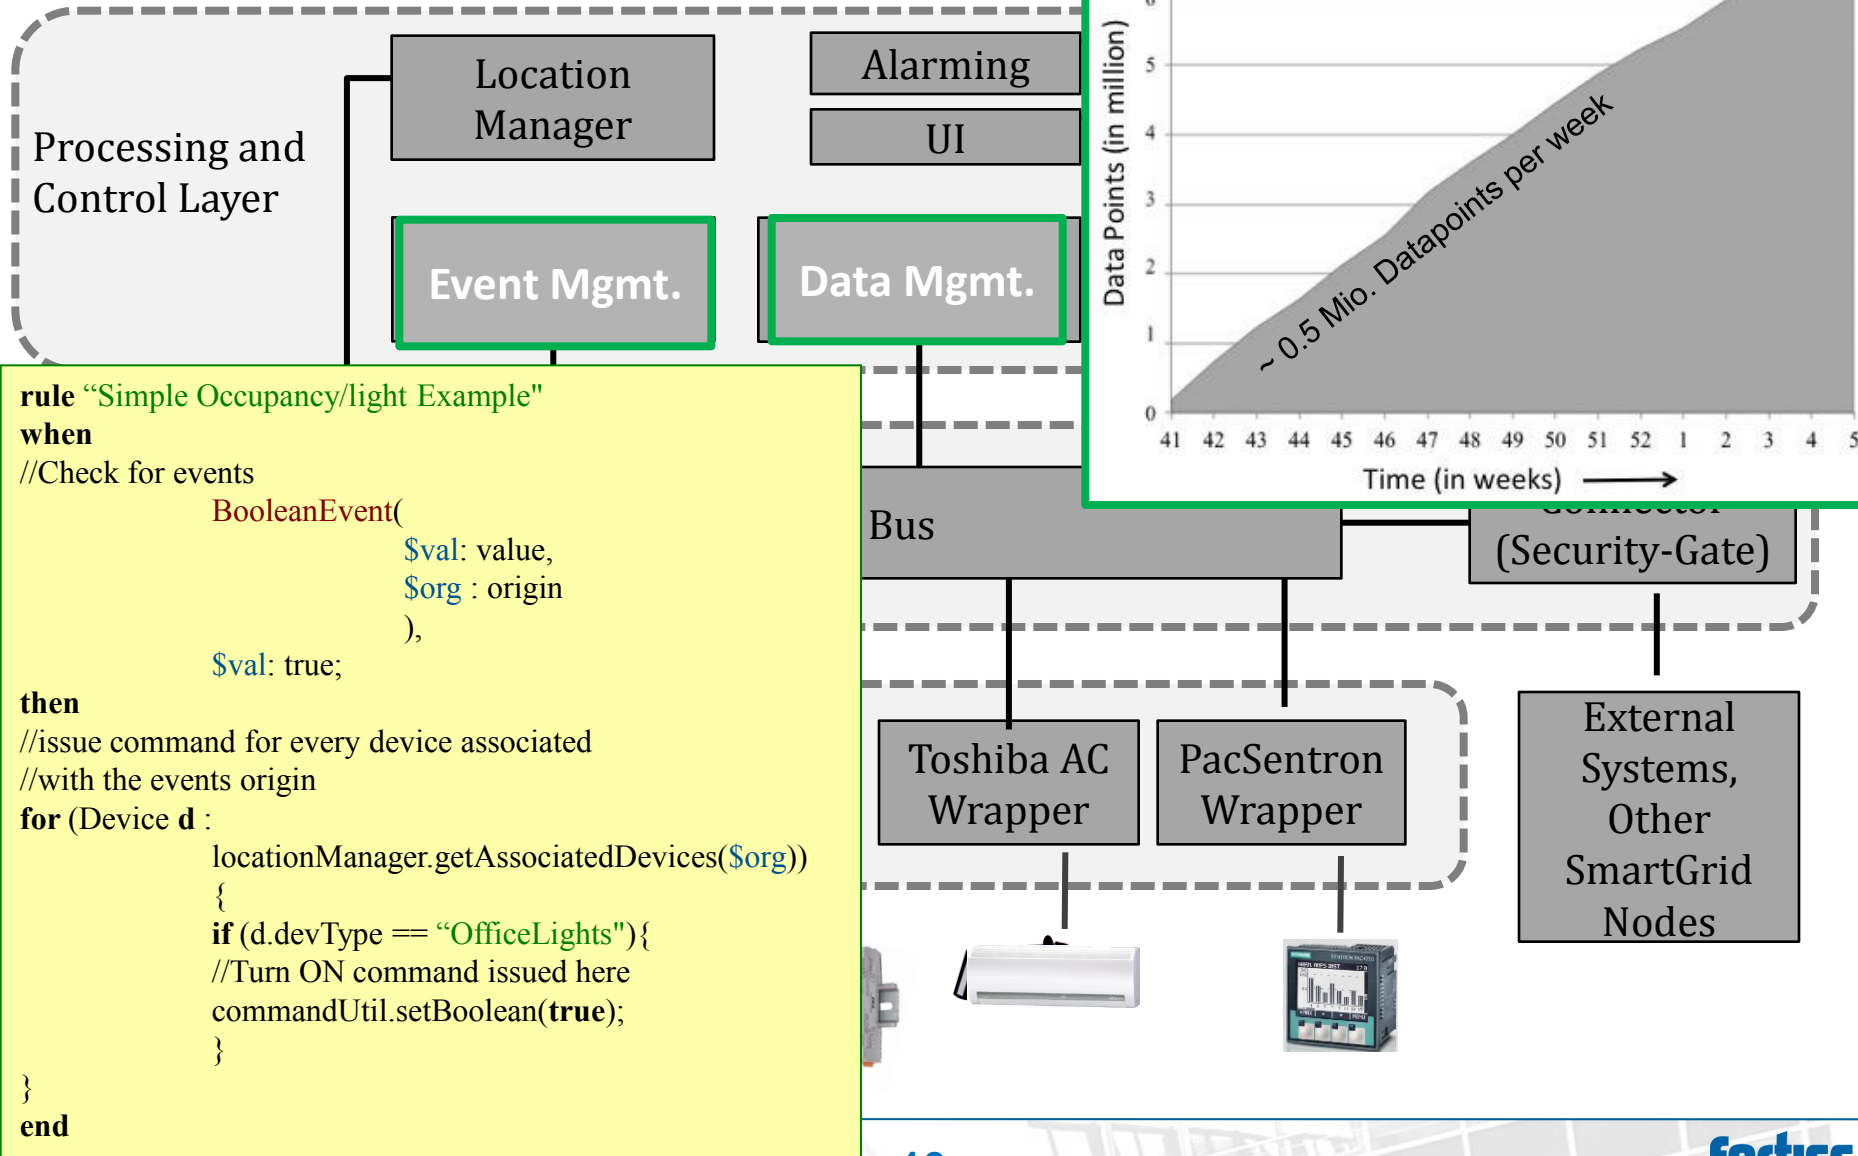 Processing and
Control Layer
Location
Manager
Alarming
UI
Event Mgmt.
Data Mgmt.
Data Points (in million)
5
4
3
2
1
0
~ 0.5 Mio. Datapoints per week
41 42 43 44 45 46 47 48 49 50 51 52 1 2 3 4 5
Time (in weeks)
rule “Simple Occupancy/light Example"
when
//Check for events
BooleanEvent(
$val: value,
$org : origin
),
$val: true;
then
//issue command for every device associated
//with the events origin
for (Device d :
locationManager.getAssociatedDevices($org))
{
if (d.devType == “OfficeLights"){
//Turn ON command issued here
commandUtil.setBoolean(true);
}
}
end
Bus
Connector
(Security-Gate)
Toshiba AC
Wrapper
PacSentron
Wrapper
External
Systems,
Other
SmartGrid
Nodes
fortiss